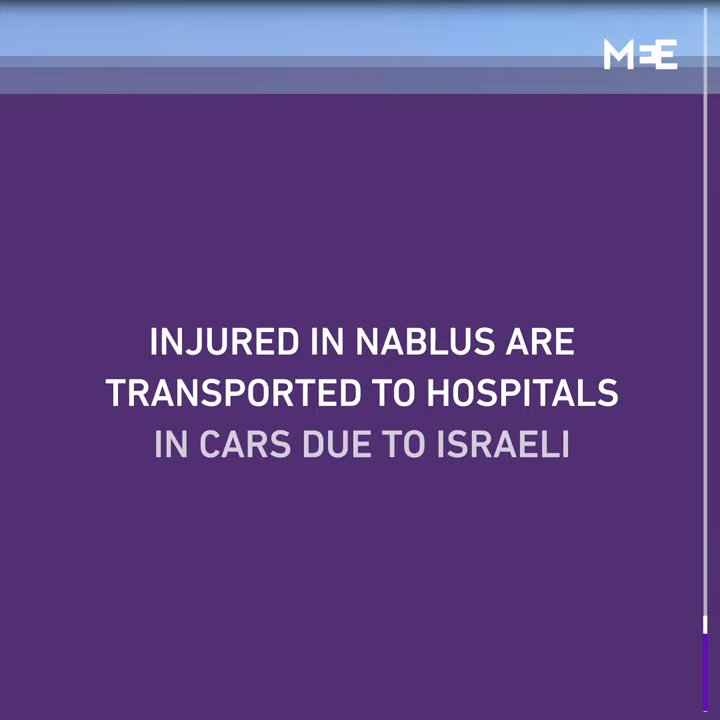 MEE
INJURED IN NABLUS ARE
TRANSPORTED TO HOSPITALS
IN CARS DUE TO ISRAELI